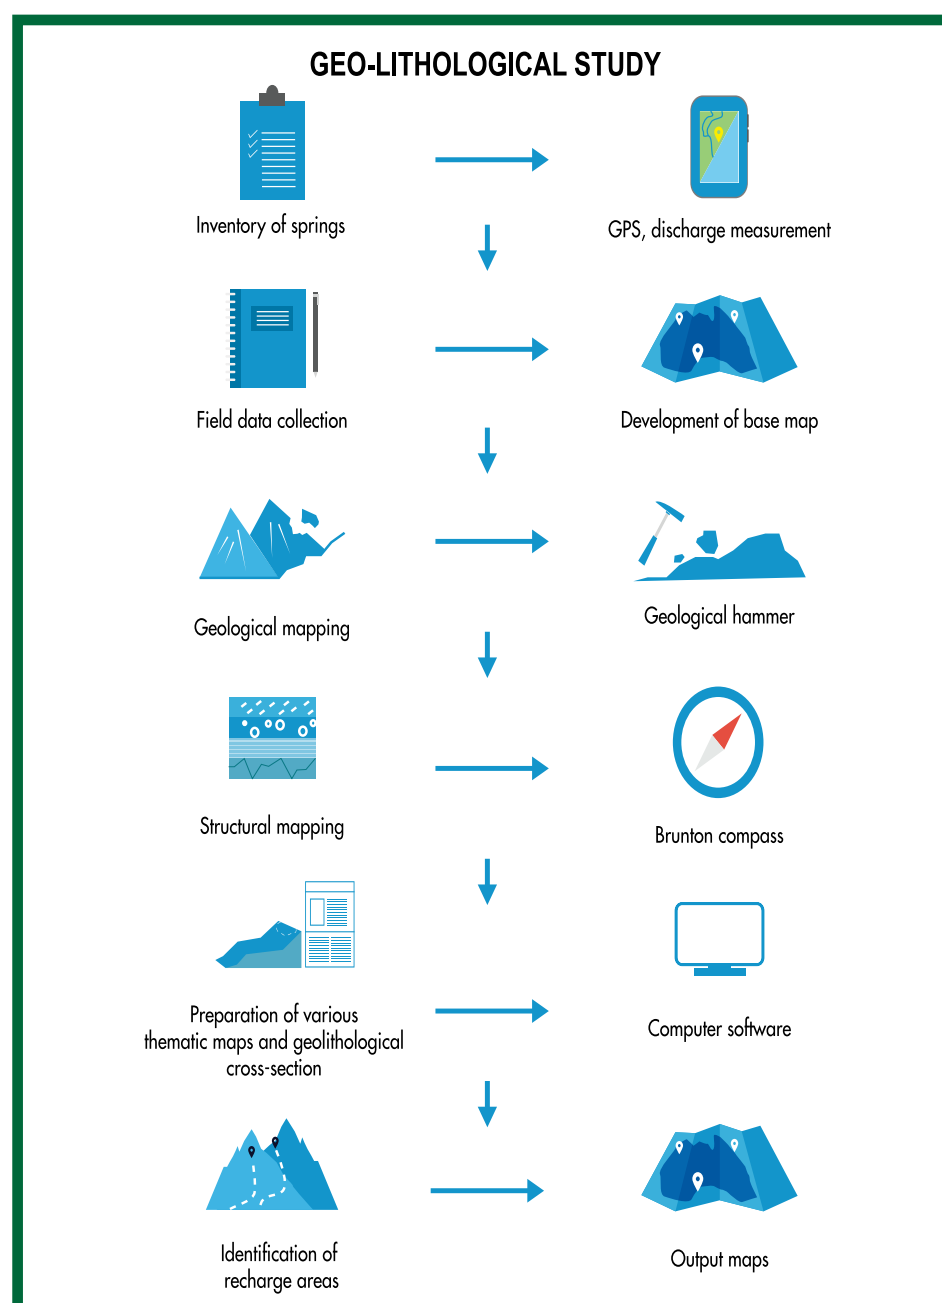 GEO-LITHOLOGICAL STUDY
Inventory of springs
GPS, discharge measurement
Field data collection
Development of base map
Geological mapping
Geological hammer
Structural mapping
Brunton compass
Preparation of various
thematic maps and geolithological
cross-section
Computer software
Identification of
recharge areas
Output maps